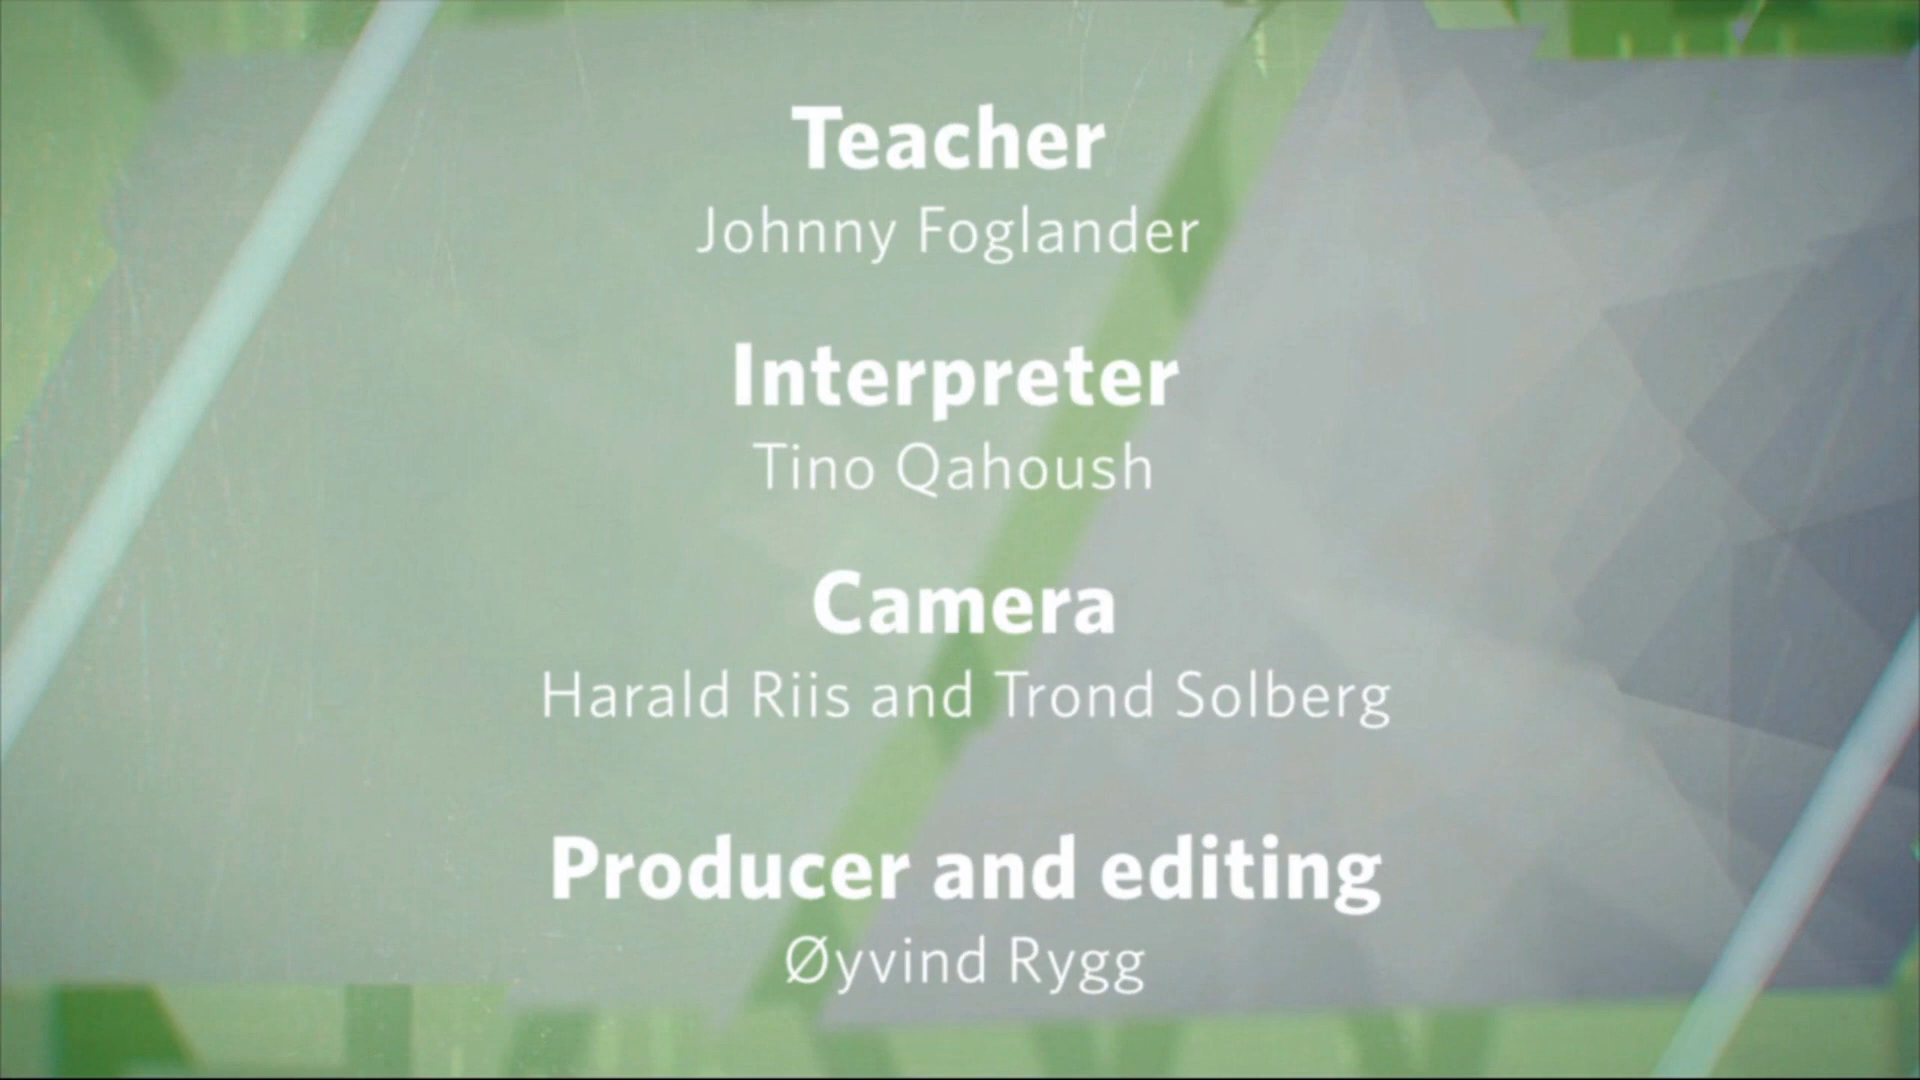 Teacher
Johnny Foglander
Interpreter
Tino Qahoush
Camera
Harald Riis and Trond Solberg
Producer and editing
Øyvind Rygg